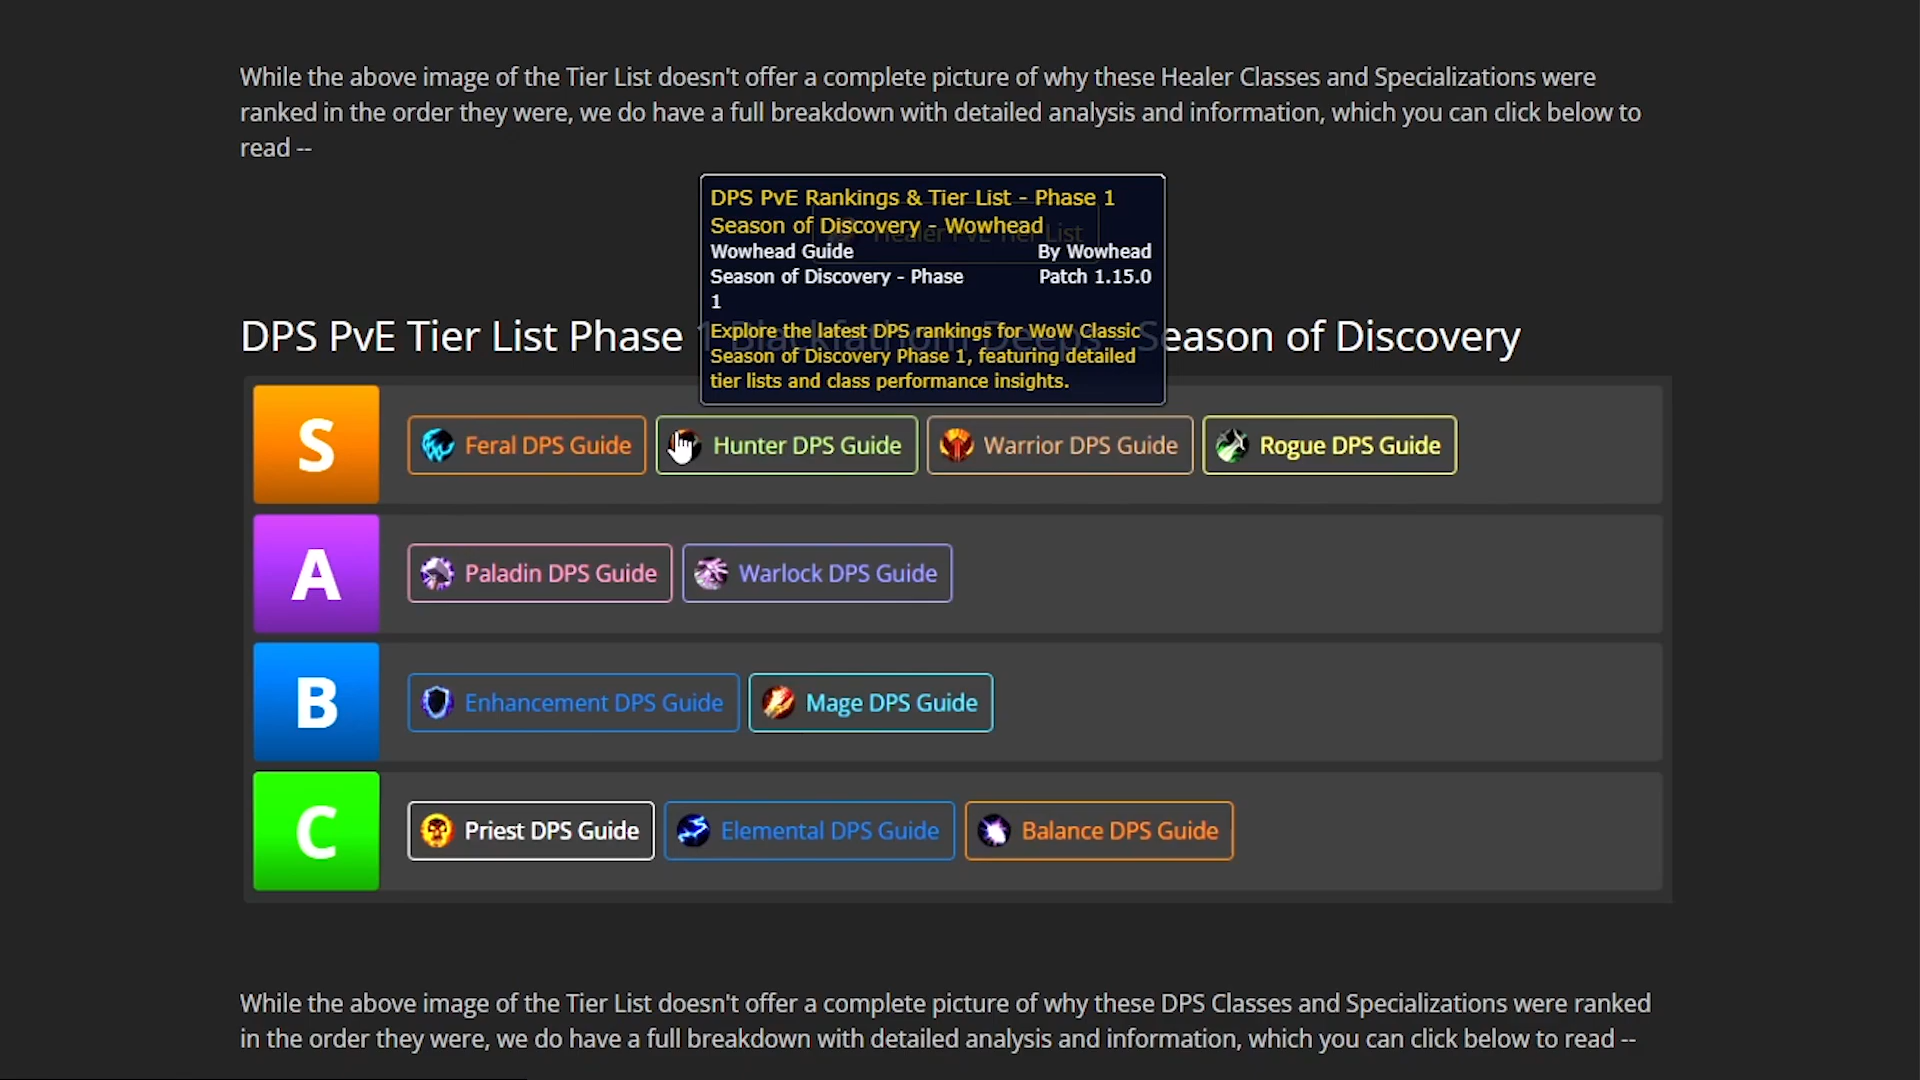 While the above image of the Tier List doesn't offer a complete picture of why these Healer Classes and Specializations were
ranked in the order they were, we do have a full breakdown with detailed analysis and information, which you can click below to
read --
DPS PvE Rankings & Tier List - Phase 1
Season of Discovery - Wowhead
Healer PvE Tier List
Wowhead Guide By Wowhead
Season of Discovery - Phase Patch 1.15.0
1
Explore the latest DPS rankings for WoW Classic
Season of Discovery Phase 1, featuring detailed
tier lists and class performance insights.
DPS PvE Tier List Phase 1 Blackfathom Deeps - Season of Discovery
S Feral DPS Guide Hunter DPS Guide Warrior DPS Guide Rogue DPS Guide
A Paladin DPS Guide Warlock DPS Guide
B Enhancement DPS Guide Mage DPS Guide
C Priest DPS Guide Elemental DPS Guide Balance DPS Guide
While the above image of the Tier List doesn't offer a complete picture of why these DPS Classes and Specializations were ranked
in the order they were, we do have a full breakdown with detailed analysis and information, which you can click below to read --